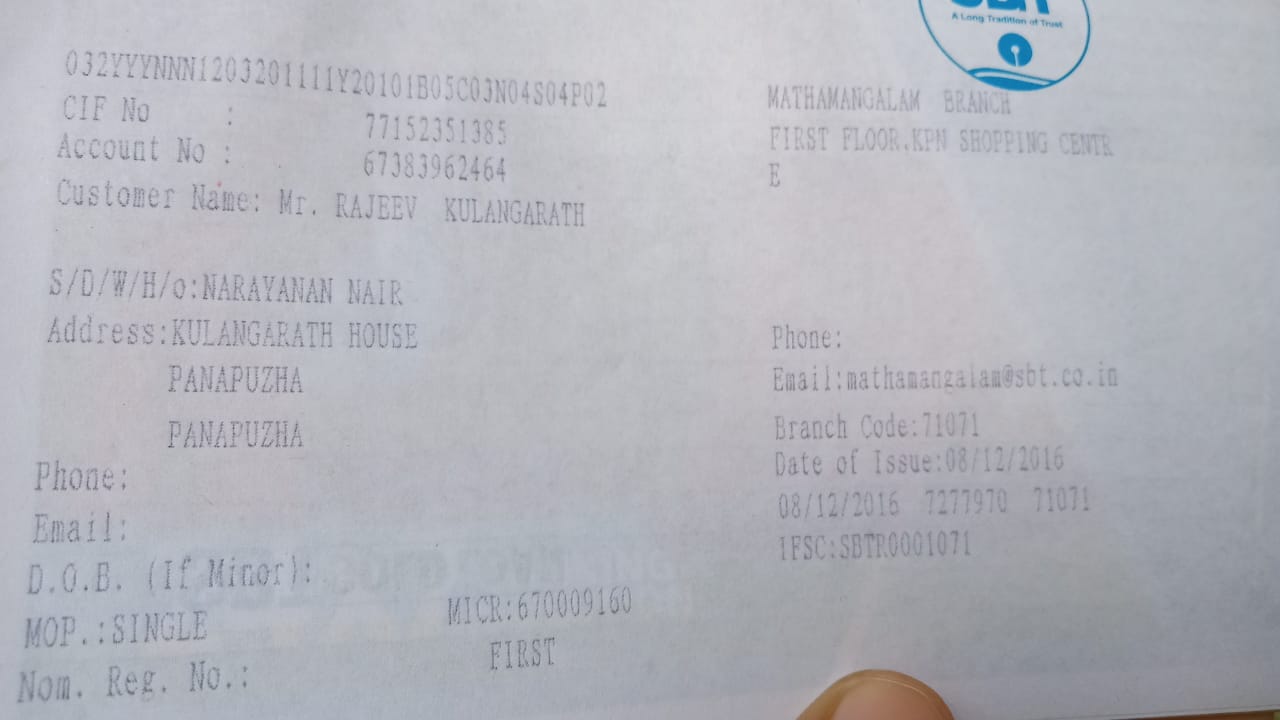 A Long Tradition of Trust
032YYYNNN1203201111Y20101B05C03N04S04P02
CIF No : 77152351385
Account No : 67383962464
Customer Name: Mr. RAJEEV KULANGARATH
MATHAMANGALAM BRANCH
FIRST FLOOR,KPN SHOPPING CENTR
E
S/D/W/H/o:NARAYANAN NAIR
Address:KULANGARATH HOUSE
PANAPUZHA
PANAPUZHA
Phone:
Email:
D.O.B. (If Minor):
MOP.:SINGLE
Nom. Reg. No.:
MICR:670009160
FIRST
Phone:
Email:mathamangalam@sbt.co.in
Branch Code:71071
Date of Issue:08/12/2016
08/12/2016 7277970 71071
IFSC:SBTR0001071